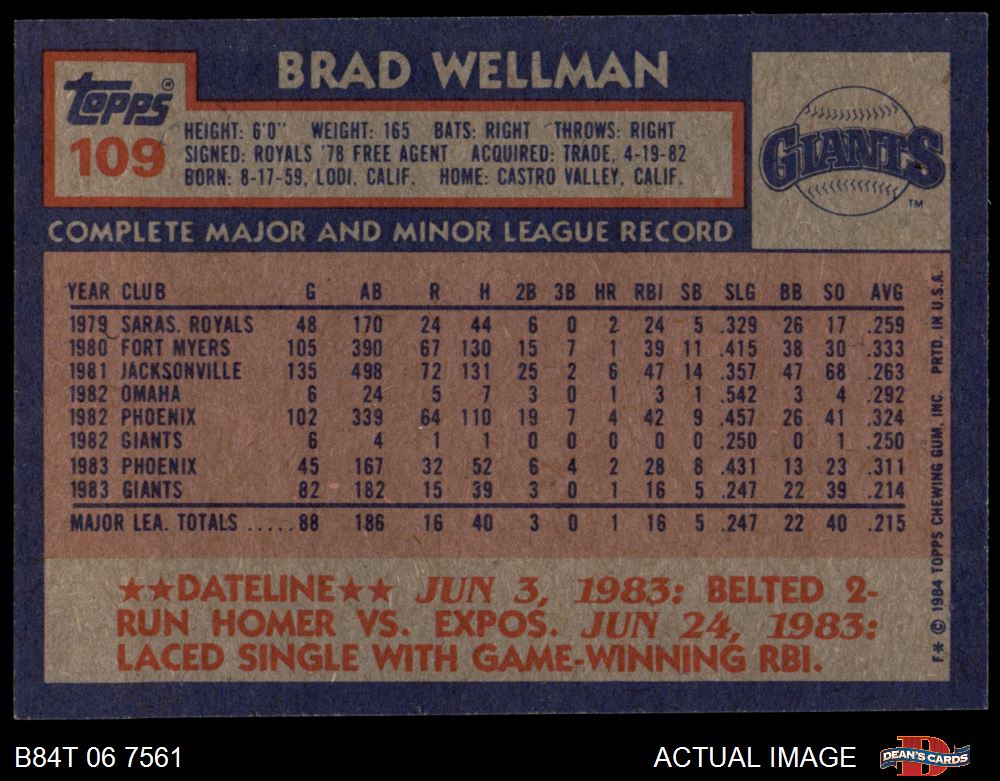 BRAD WELLMAN
Topps®
109
HEIGHT: 6'0" WEIGHT: 165 BATS: RIGHT THROWS: RIGHT
SIGNED: ROYALS '78 FREE AGENT ACQUIRED: TRADE, 4-19-82
BORN: 8-17-59, LODI, CALIF. HOME: CASTRO VALLEY, CALIF.
GIANTS
TM
COMPLETE MAJOR AND MINOR LEAGUE RECORD
YEAR CLUB G AB R H 2B 3B HR RBI SB SLG BB SO AVG
1979 SARAS. ROYALS 48 170 24 44 6 0 2 24 5 .329 26 17 .259
1980 FORT MYERS 105 390 67 130 15 7 1 39 11 .415 38 30 .333
1981 JACKSONVILLE 135 498 72 131 25 2 6 47 14 .357 47 68 .263
1982 OMAHA 6 24 5 7 3 0 1 3 1 .542 3 4 .292
1982 PHOENIX 102 339 64 110 19 7 4 42 9 .457 26 41 .324
1982 GIANTS 6 4 1 1 0 0 0 0 0 .250 0 1 .250
1983 PHOENIX 45 167 32 52 6 4 2 28 8 .431 13 23 .311
1983 GIANTS 82 182 15 39 3 0 1 16 5 .247 22 39 .214
MAJOR LEA. TOTALS .....88 186 16 40 3 0 1 16 5 .247 22 40 .215
★★DATELINE★★ JUN 3, 1983: BELTED 2-
RUN HOMER VS. EXPOS. JUN 24, 1983:
LACED SINGLE WITH GAME-WINNING RBI.
F* © 1984 TOPPS CHEWING GUM, INC. PRTD. IN U.S.A.
B84T 06 7561
ACTUAL IMAGE
DEAN'S CARDS